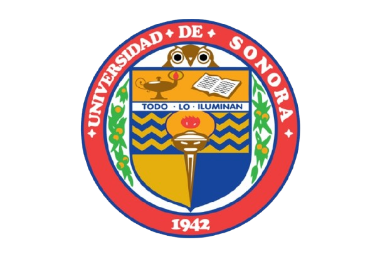 UNIVERSIDAD DE SONORA
TODO · LO · ILUMINAN
1942